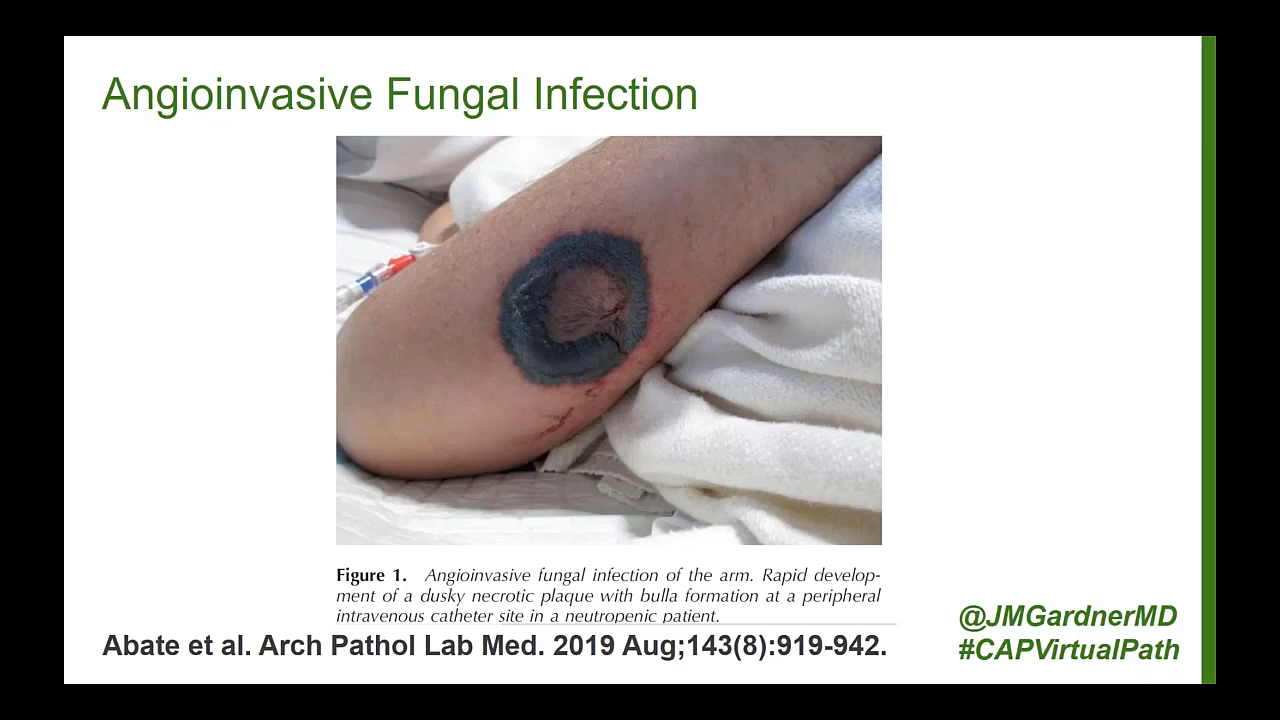 Angioinvasive Fungal Infection
Figure 1. Angioinvasive fungal infection of the arm. Rapid develop-
ment of a dusky necrotic plaque with bulla formation at a peripheral
intravenous catheter site in a neutropenic patient.
Abate et al. Arch Pathol Lab Med. 2019 Aug;143(8):919-942.
@JMGardnerMD
#CAPVirtualPath